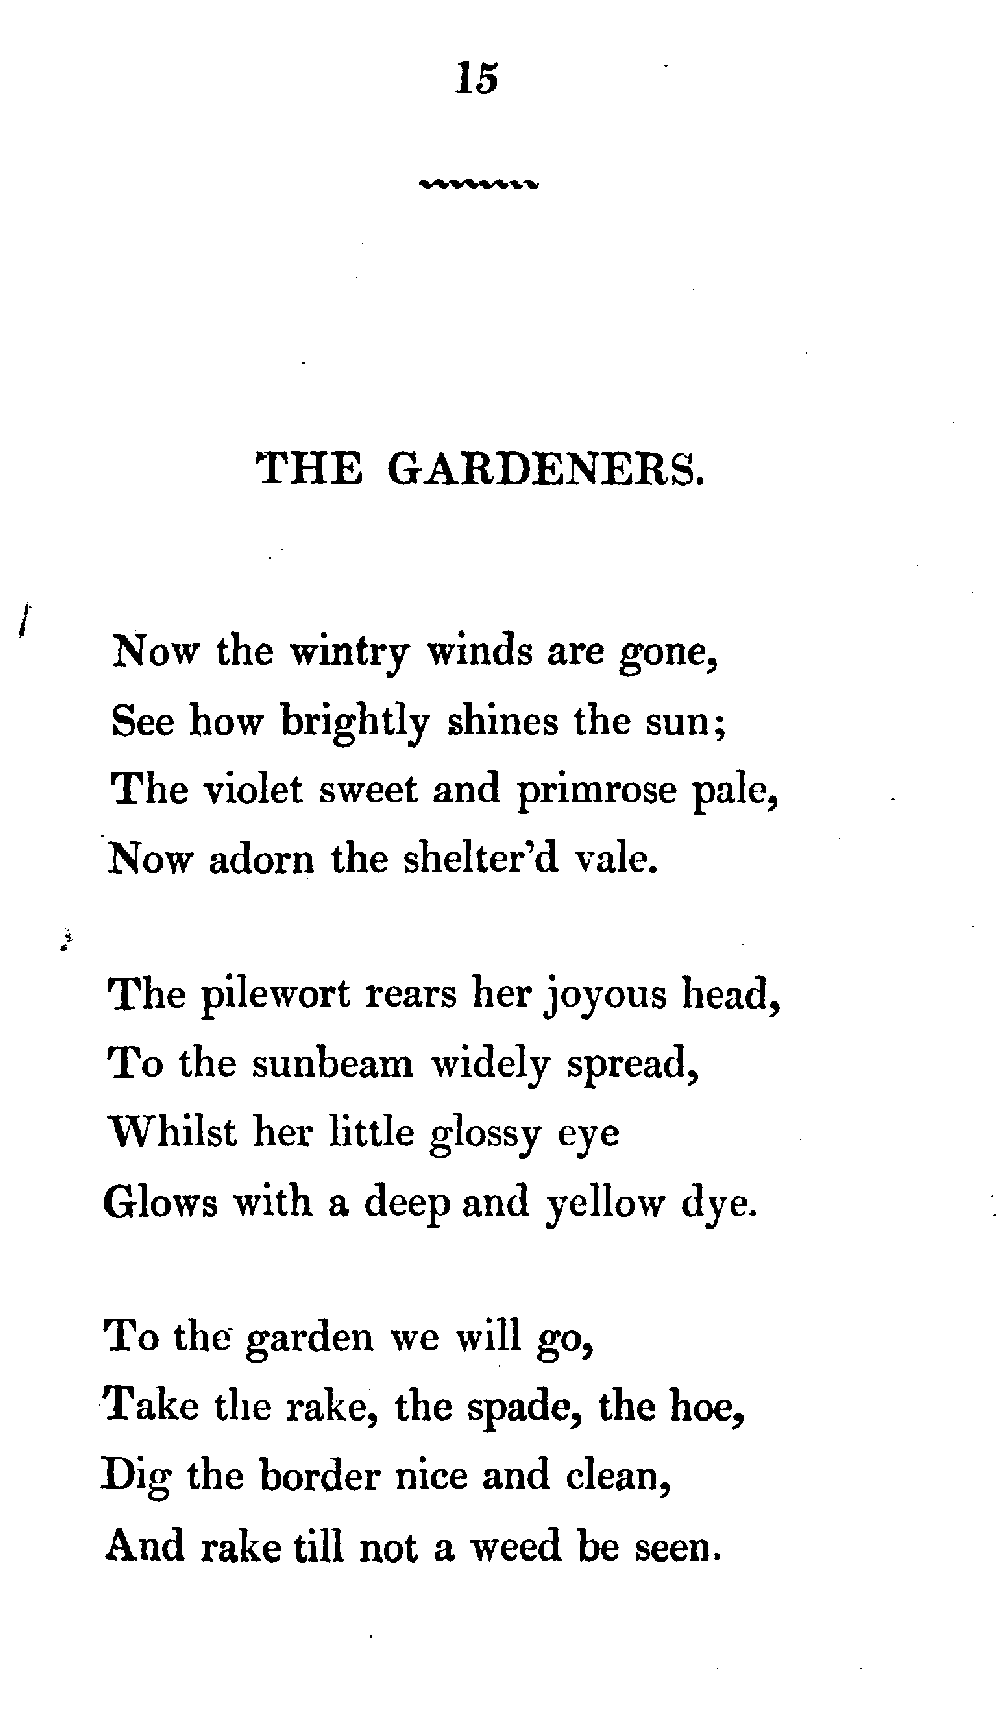 15
THE GARDENERS.
Now the wintry winds are gone,
See how brightly shines the sun;
The violet sweet and primrose pale,
Now adorn the shelter'd vale.
The pilewort rears her joyous head,
To the sunbeam widely spread,
Whilst her little glossy eye
Glows with a deep and yellow dye.
To the garden we will go,
Take the rake, the spade, the hoe,
Dig the border nice and clean,
And rake till not a weed be seen.